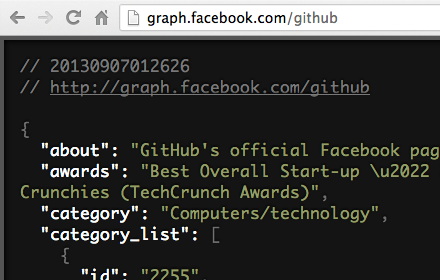 graph.facebook.com/github
// 20130907012626
// http://graph.facebook.com/github
{
"about": "GitHub's official Facebook pag
"awards": "Best Overall Start-up \u2022
Crunchies (TechCrunch Awards)",
"category": "Computers/technology",
"category_list": [
{
"id": "2255",